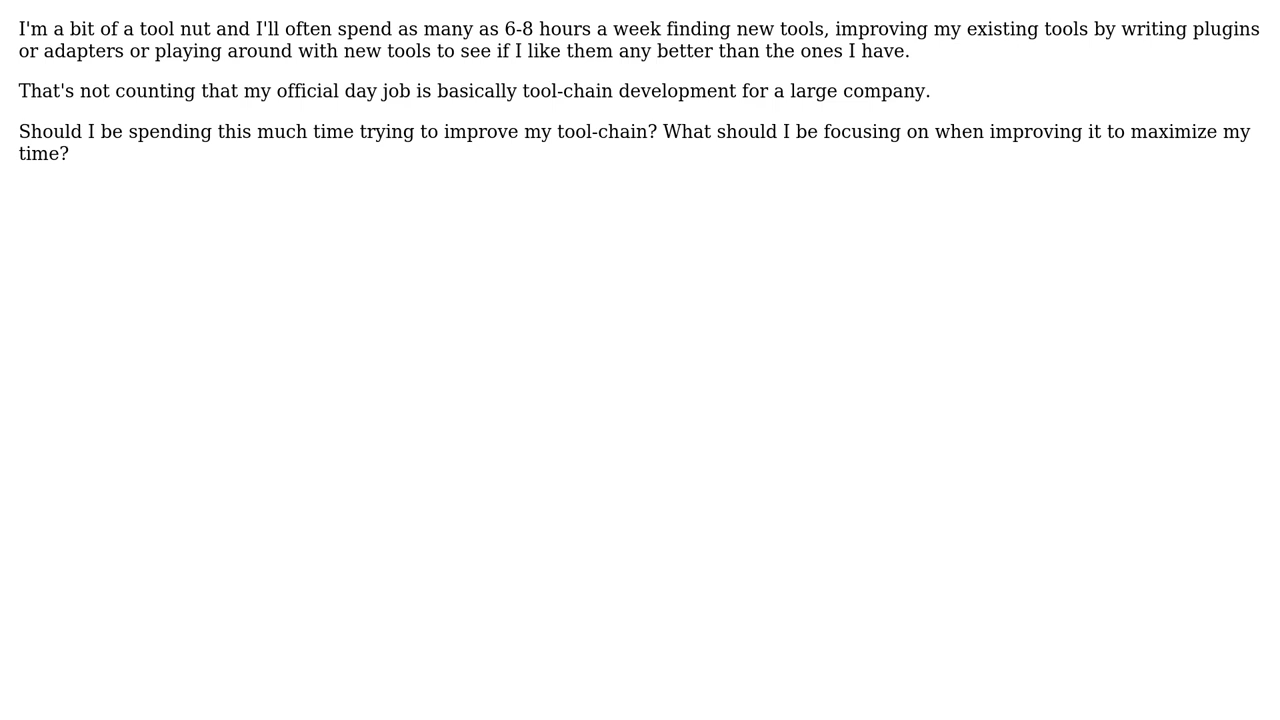 I'm a bit of a tool nut and I'll often spend as many as 6-8 hours a week finding new tools, improving my existing tools by writing plugins
or adapters or playing around with new tools to see if I like them any better than the ones I have.
That's not counting that my official day job is basically tool-chain development for a large company.
Should I be spending this much time trying to improve my tool-chain? What should I be focusing on when improving it to maximize my
time?